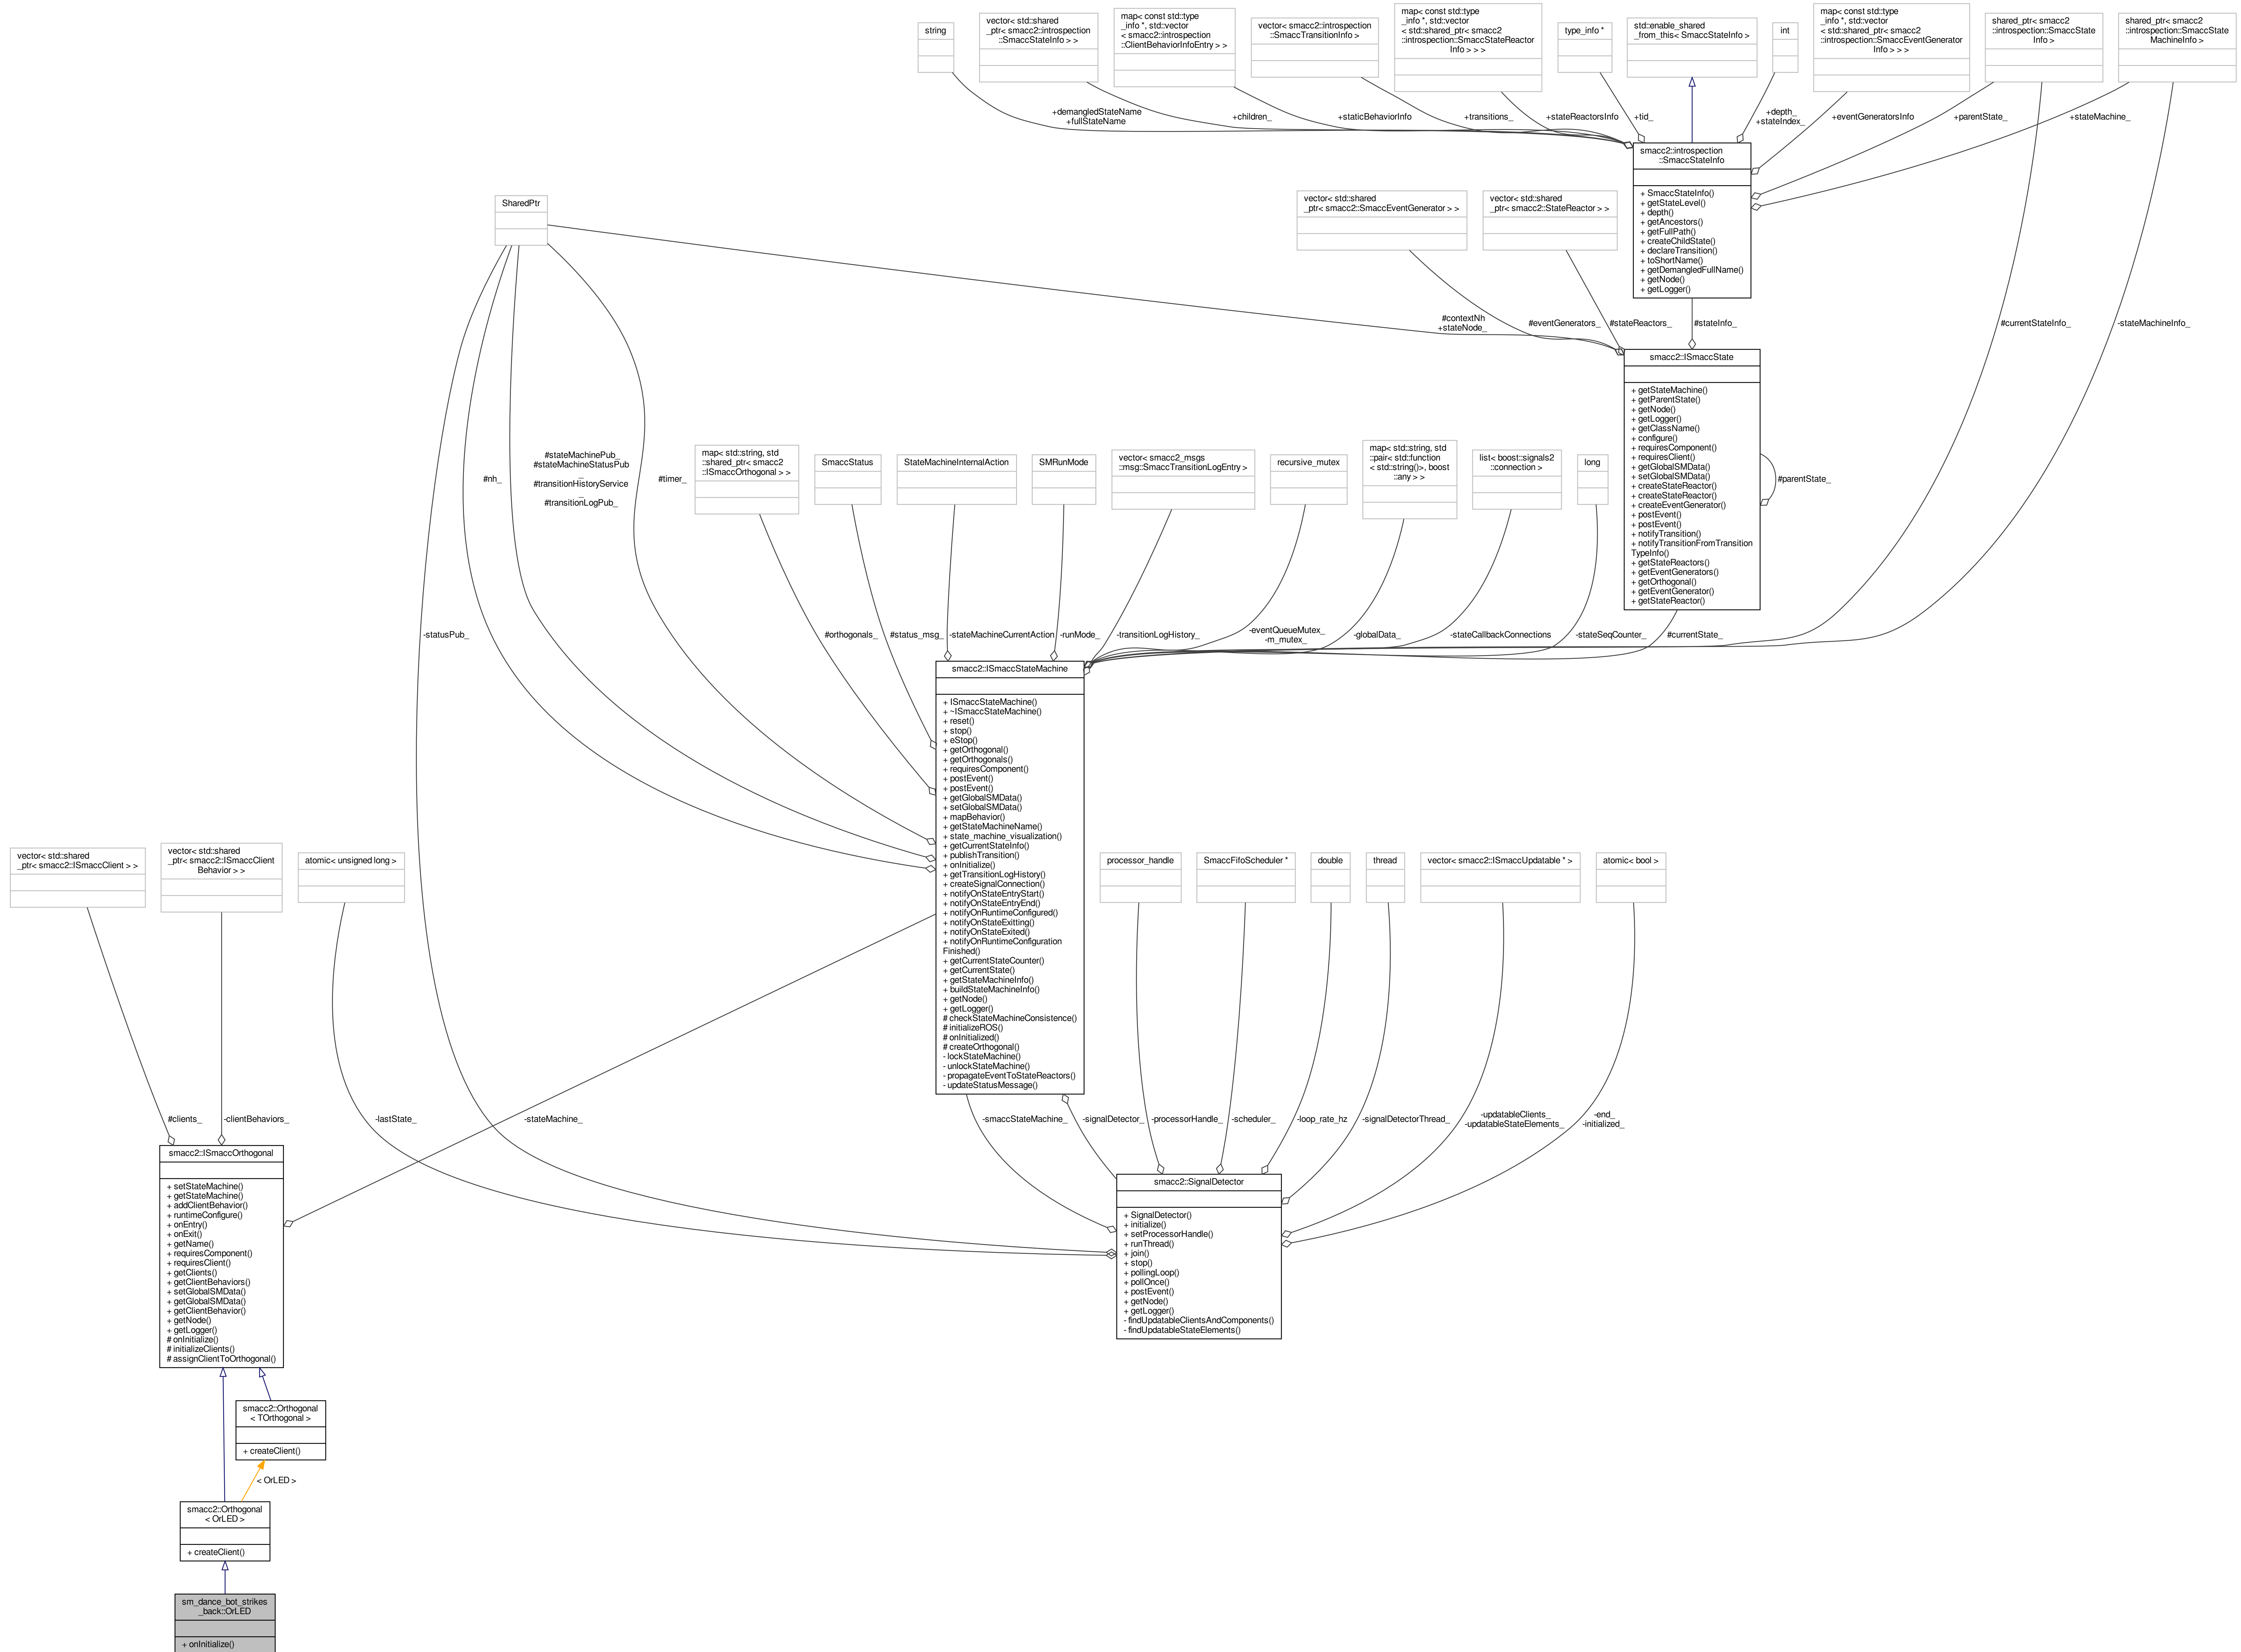 string
vector< std::shared
_ptr< smacc2::introspection
::SmaccStateInfo > >
map< const std::type
_info *, std::vector
< smacc2::introspection
::ClientBehaviorInfoEntry > >
vector< smacc2::introspection
::SmaccTransitionInfo >
map< const std::type
_info *, std::vector
< std::shared_ptr< smacc2
::introspection::SmaccStateReactor
Info > > >
type_info *
std::enable_shared
_from_this< SmaccStateInfo >
int
map< const std::type
_info *, std::vector
< std::shared_ptr< smacc2
::introspection::SmaccEventGenerator
Info > > >
shared_ptr< smacc2
::introspection::SmaccState
Info >
shared_ptr< smacc2
::introspection::SmaccState
MachineInfo >
+demangledStateName
+fullStateName
+children_
+staticBehaviorInfo
+transitions_
+stateReactorsInfo
+tid_
+depth_
+stateIndex_
+eventGeneratorsInfo
+parentState_
+stateMachine_
smacc2::introspection
::SmaccStateInfo
+ SmaccStateInfo()
+ getStateLevel()
+ depth()
+ getAncestors()
+ getFullPath()
+ createChildState()
+ declareTransition()
+ toShortName()
+ getDemangledFullName()
+ getNode()
+ getLogger()
SharedPtr
vector< std::shared
_ptr< smacc2::SmaccEventGenerator > >
vector< std::shared
_ptr< smacc2::StateReactor > >
#contextNh
+stateNode_
#eventGenerators_
#stateReactors_
#stateInfo_
#currentStateInfo_
-stateMachineInfo_
smacc2::ISmaccState
+ getStateMachine()
+ getParentState()
+ getNode()
+ getLogger()
+ getClassName()
+ configure()
+ requiresComponent()
+ requiresClient()
+ getGlobalSMData()
+ setGlobalSMData()
+ createStateReactor()
+ createStateReactor()
+ createEventGenerator()
+ postEvent()
+ postEvent()
+ notifyTransition()
+ notifyTransitionFromTransition
TypeInfo()
+ getStateReactors()
+ getEventGenerators()
+ getOrthogonal()
+ getEventGenerator()
+ getStateReactor()
#parentState_
#nh_
#stateMachinePub_
#stateMachineStatusPub
_
#transitionHistoryService
_
#transitionLogPub_
#timer_
map< std::string, std
::shared_ptr< smacc2
::ISmaccOrthogonal > >
SmaccStatus
StateMachineInternalAction
SMRunMode
vector< smacc2_msgs
::msg::SmaccTransitionLogEntry >
recursive_mutex
map< std::string, std
::pair< std::function
< std::string()>, boost
::any > >
list< boost::signals2
::connection >
long
-statusPub_
#orthogonals_
#status_msg_
-stateMachineCurrentAction
-runMode_
-transitionLogHistory_
-eventQueueMutex_
-m_mutex_
-globalData_
-stateCallbackConnections
-stateSeqCounter_
#currentState_
smacc2::ISmaccStateMachine
+ ISmaccStateMachine()
+ ~ISmaccStateMachine()
+ reset()
+ stop()
+ eStop()
+ getOrthogonal()
+ getOrthogonals()
+ requiresComponent()
+ postEvent()
+ postEvent()
+ getGlobalSMData()
+ setGlobalSMData()
+ mapBehavior()
+ getStateMachineName()
+ state_machine_visualization()
+ getCurrentStateInfo()
+ publishTransition()
+ onInitialize()
+ getTransitionLogHistory()
+ createSignalConnection()
+ notifyOnStateEntryStart()
+ notifyOnStateEntryEnd()
+ notifyOnRuntimeConfigured()
+ notifyOnStateExitting()
+ notifyOnStateExited()
+ notifyOnRuntimeConfiguration
Finished()
+ getCurrentStateCounter()
+ getCurrentState()
+ getStateMachineInfo()
+ buildStateMachineInfo()
+ getNode()
+ getLogger()
# checkStateMachineConsistence()
# initializeROS()
# onInitialized()
# createOrthogonal()
- lockStateMachine()
- unlockStateMachine()
- propagateEventToStateReactors()
- updateStatusMessage()
vector< std::shared
_ptr< smacc2::ISmaccClient > >
vector< std::shared
_ptr< smacc2::ISmaccClient
Behavior > >
atomic< unsigned long >
processor_handle
SmaccFifoScheduler *
double
thread
vector< smacc2::ISmaccUpdatable * >
atomic< bool >
#clients_
-clientBehaviors_
-lastState_
-stateMachine_
-smaccStateMachine_
-signalDetector_
-processorHandle_
-scheduler_
-loop_rate_hz
-signalDetectorThread_
-updatableClients_
-updatableStateElements_
-end_
-initialized_
smacc2::ISmaccOrthogonal
+ setStateMachine()
+ getStateMachine()
+ addClientBehavior()
+ runtimeConfigure()
+ onEntry()
+ onExit()
+ getName()
+ requiresComponent()
+ requiresClient()
+ getClients()
+ getClientBehaviors()
+ setGlobalSMData()
+ getGlobalSMData()
+ getClientBehavior()
+ getNode()
+ getLogger()
# onInitialize()
# initializeClients()
# assignClientToOrthogonal()
smacc2::SignalDetector
+ SignalDetector()
+ initialize()
+ setProcessorHandle()
+ runThread()
+ join()
+ stop()
+ pollingLoop()
+ pollOnce()
+ postEvent()
+ getNode()
+ getLogger()
- findUpdatableClientsAndComponents()
- findUpdatableStateElements()
smacc2::Orthogonal
< TOrthogonal >
+ createClient()
< OrLED >
smacc2::Orthogonal
< OrLED >
+ createClient()
sm_dance_bot_strikes
_back::OrLED
+ onInitialize()